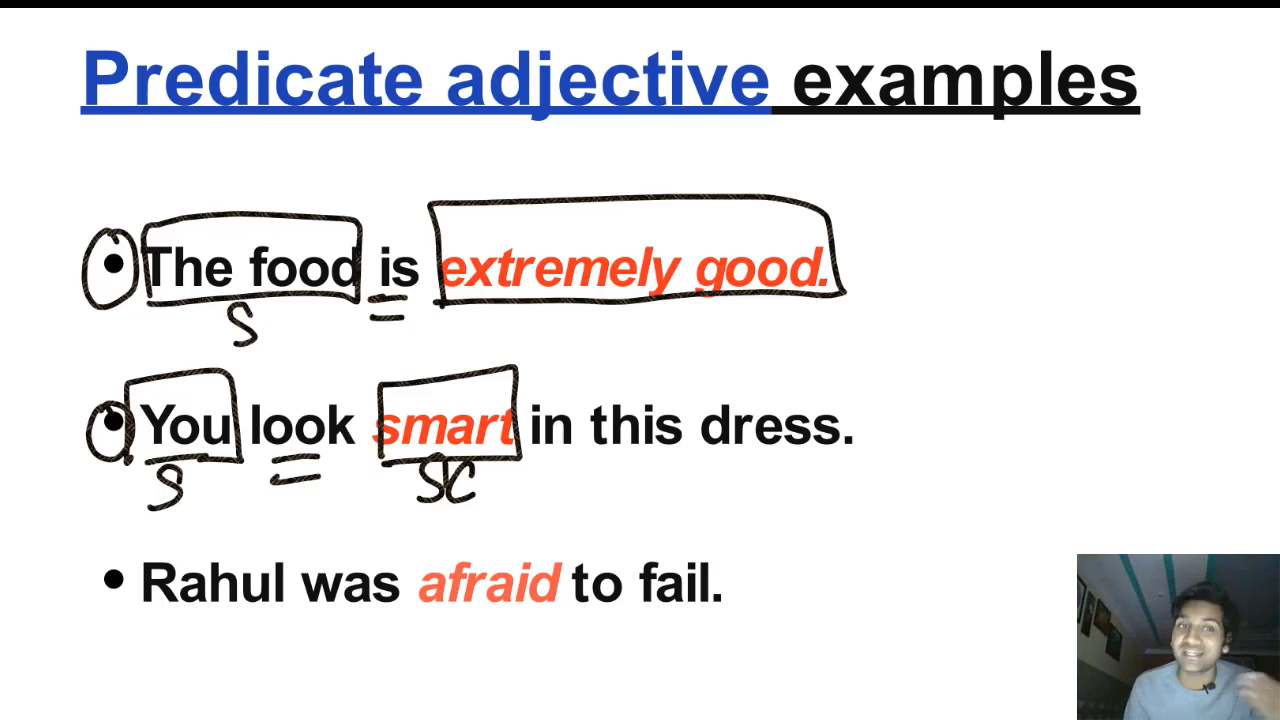 Predicate adjective examples
• The food is extremely good.
S
• You look smart in this dress.
S SC
• Rahul was afraid to fail.